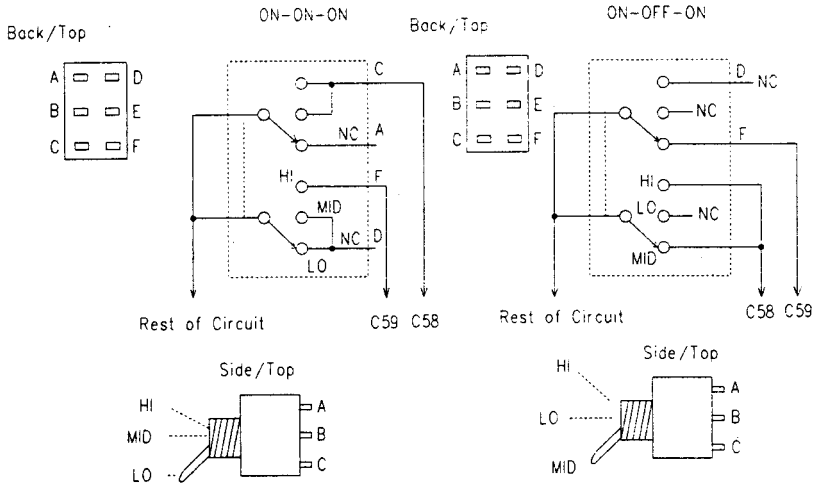 ON-ON-ON
Back/Top
A D
B E
C F
C
NC A
HI F
MID
NC D
LO
Rest of Circuit
C59 C58
Side/Top
HI
MID
LO
A
B
C
ON-OFF-ON
Back/Top
A D
B E
C F
D NC
NC
F
HI
LO NC
MID
Rest of Circuit
C58 C59
Side/Top
HI
LO
MID
A
B
C